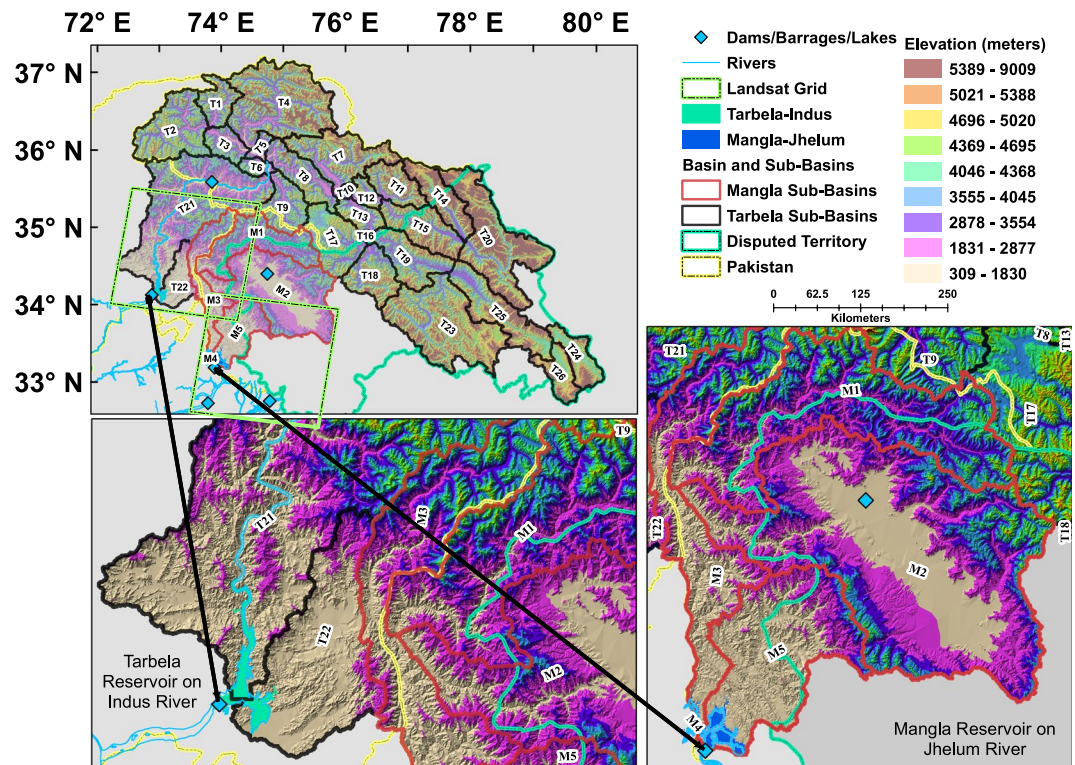 72° E 74° E 76° E 78° E 80° E
37° N
36° N
35° N
34° N
33° N
T1
T4
T2
T3
T5
T6
T7
T8
T10
T12
T11
T14
T13
T9
T21
M1
T17
T16
T15
T20
T19
T18
T22
M2
M3
M5
M4
T23
T25
T24
T26
Dams/Barrages/Lakes
Rivers
Landsat Grid
Tarbela-Indus
Mangla-Jhelum
Basin and Sub-Basins
Mangla Sub-Basins
Tarbela Sub-Basins
Disputed Territory
Pakistan
Elevation (meters)
5389 - 9009
5021 - 5388
4696 - 5020
4369 - 4695
4046 - 4368
3555 - 4045
2878 - 3554
1831 - 2877
309 - 1830
0 62.5 125 250
Kilometers
T9
T21
M3
M1
T22
M2
M5
Tarbela
Reservoir on
Indus River
T8
T13
T21
T9
M1
T17
T22
T18
M3
M2
M5
M4
Mangla Reservoir on
Jhelum River